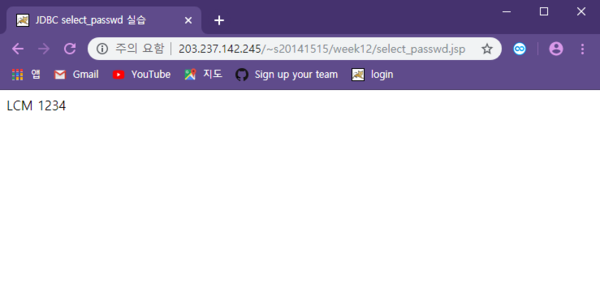 JDBC select_passwd 실습
주의 요함 203.237.142.245/~s20141515/week12/select_passwd.jsp
앱 Gmail YouTube 지도 Sign up your team login
LCM 1234